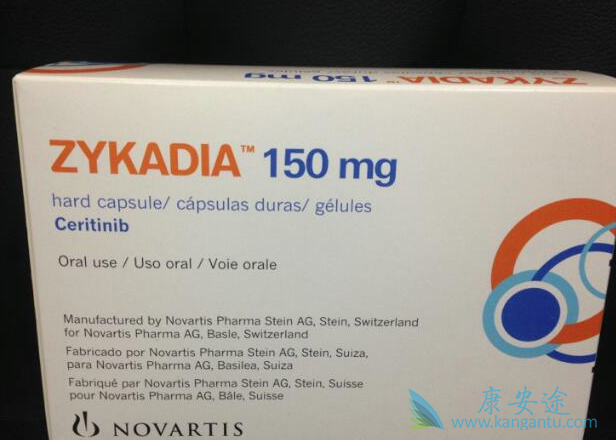 ZYKADIA 150 mg
ZYKADIA™ 150 mg
hard capsule/ cápsulas duras/ gélules
Ceritinib
Oral use / Uso oral / Voie orale
Manufactured by Novartis Pharma Stein AG, Stein, Switzerland
for Novartis Pharma AG, Basle, Switzerland
Fabricado por Novartis Pharma Stein AG, Stein, Suiza,
para Novartis Pharma AG, Basilea, Suiza
Fabriqué par Novartis Pharma Stein AG, Stein, Suisse
pour Novartis Pharma AG, Bâle, Suisse
NOVARTIS
康安途
www.kangantu.com